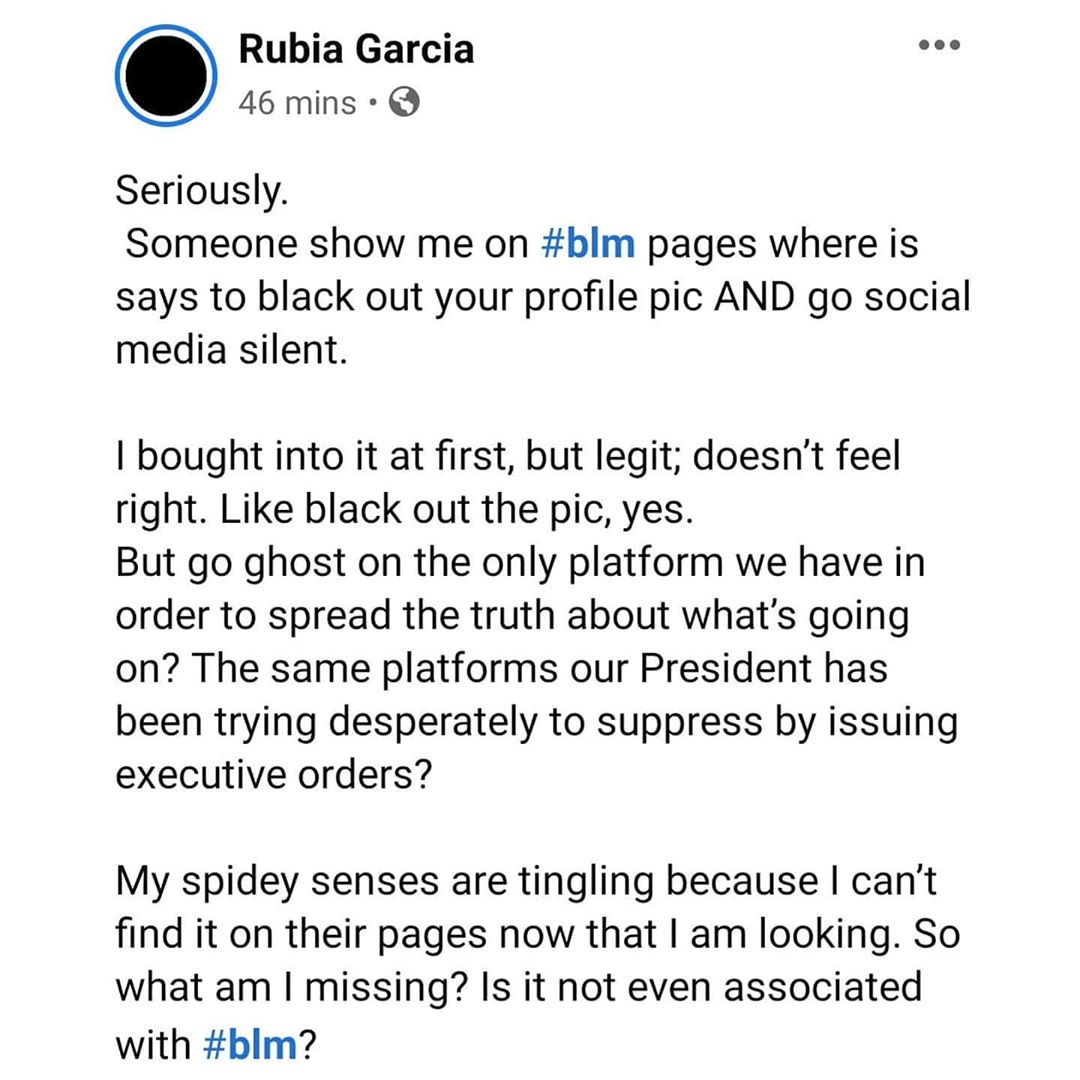 Rubia Garcia
46 mins •
Seriously.
Someone show me on #blm pages where is
says to black out your profile pic AND go social
media silent.
I bought into it at first, but legit; doesn’t feel
right. Like black out the pic, yes.
But go ghost on the only platform we have in
order to spread the truth about what’s going
on? The same platforms our President has
been trying desperately to suppress by issuing
executive orders?
My spidey senses are tingling because I can’t
find it on their pages now that I am looking. So
what am I missing? Is it not even associated
with #blm?